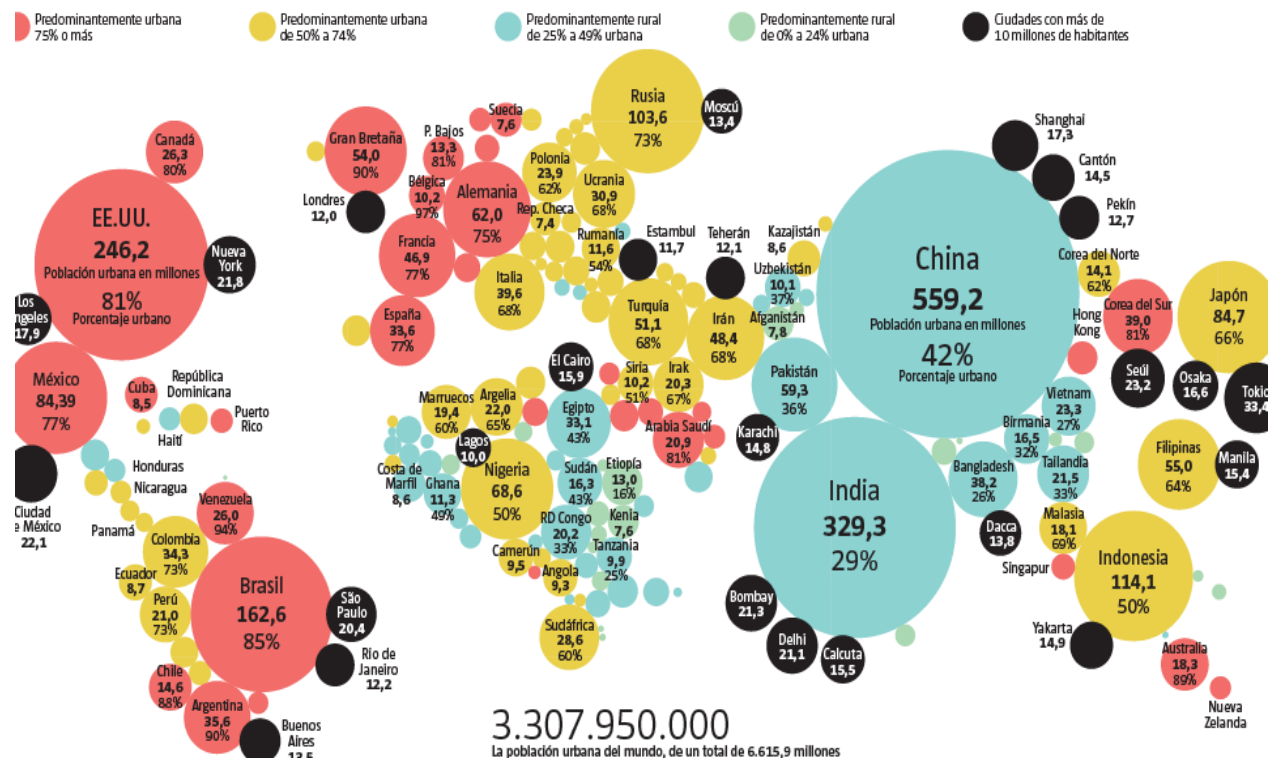 Predominantemente urbana
75% o más
Predominantemente urbana
de 50% a 74%
Predominantemente rural
de 25% a 49% urbana
Predominantemente rural
de 0% a 24% urbana
Ciudades con más de
10 millones de habitantes
Canadá
26,3
80%
EE.UU.
246,2
Población urbana en millones
81%
Porcentaje urbano
Nueva
York
21,8
Los
ngeles
17,9
México
84,39
77%
Ciudad
e México
22,1
Cuba
8,5
República
Dominicana
Haití
Puerto
Rico
Honduras
Nicaragua
Panamá
Venezuela
26,0
94%
Colombia
34,3
73%
Ecuador
8,7
Perú
21,0
73%
Brasil
162,6
85%
São
Paulo
20,4
Río de
Janeiro
12,2
Chile
14,6
88%
Argentina
35,6
90%
Buenos
Aires
13,5
Gran Bretaña
54,0
90%
Londres
12,0
P. Bajos
13,3
81%
Bélgica
10,2
97%
Suecia
7,6
Alemania
62,0
75%
Francia
46,9
77%
España
33,6
77%
Italia
39,6
68%
Polonia
23,9
62%
Rep. Checa
7,4
Ucrania
30,9
68%
Rumanía
11,6
54%
Rusia
103,6
73%
Moscú
13,4
Estambul
11,7
Turquía
51,1
68%
Teherán
12,1
Irán
48,4
68%
Kazajistán
8,6
Uzbekistán
10,1
37%
Afganistán
7,8
Pakistán
59,3
36%
Karachi
14,8
El Cairo
15,9
Siria
10,2
51%
Irak
20,3
67%
Arabia Saudí
20,9
81%
Marruecos
19,4
60%
Argelia
22,0
65%
Egipto
33,1
43%
Lagos
10,0
Nigeria
68,6
50%
Costa de
Marfil
8,6
Ghana
11,3
49%
Sudán
16,3
43%
Etiopía
13,0
16%
RD Congo
20,2
33%
Kenia
7,6
Tanzania
9,9
25%
Camerún
9,5
Angola
9,3
Sudáfrica
28,6
60%
China
559,2
Población urbana en millones
42%
Porcentaje urbano
Shanghai
17,3
Cantón
14,5
Pekín
12,7
Corea del Norte
14,1
62%
Corea del Sur
39,0
81%
Hong
Kong
Seúl
23,2
Japón
84,7
66%
Osaka
16,6
Tokio
33,4
India
329,3
29%
Bombay
21,3
Delhi
21,1
Calcuta
15,5
Bangladesh
38,2
26%
Dacca
13,8
Birmania
16,5
32%
Vietnam
23,3
27%
Tailandia
21,5
33%
Malasia
18,1
69%
Singapur
Filipinas
55,0
64%
Manila
15,4
Indonesia
114,1
50%
Yakarta
14,9
Australia
18,3
89%
Nueva
Zelanda
3.307.950.000
La población urbana del mundo, de un total de 6.615,9 millones